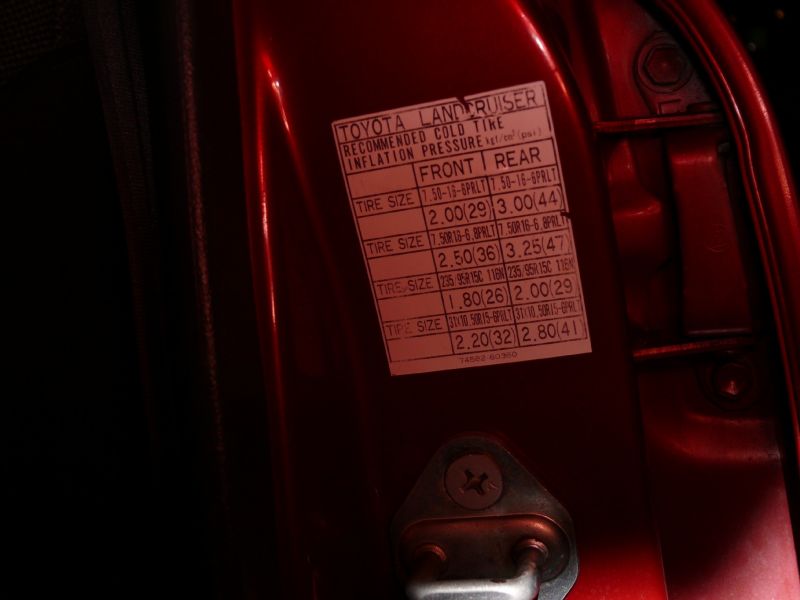 TOYOTA LANDCRUISER
RECOMMENDED COLD TIRE
INFLATION PRESSURE kgf/cm² (psi)
FRONT REAR
TIRE SIZE 7.50-16-6PRLT 7.50-16-6PRLT
2.00(29) 3.00(44)
TIRE SIZE 7.50R16-6.8PRLT 7.50R16-6.8PRLT
2.50(36) 3.25(47)
TIRE SIZE 235/95R15C 116N 235/95R15C 116N
1.80(26) 2.00(29
TIRE SIZE 31X10.50R15-6PRLT 31X10.50R15-6PRLT
2.20(32) 2.80(41)
74562-60360